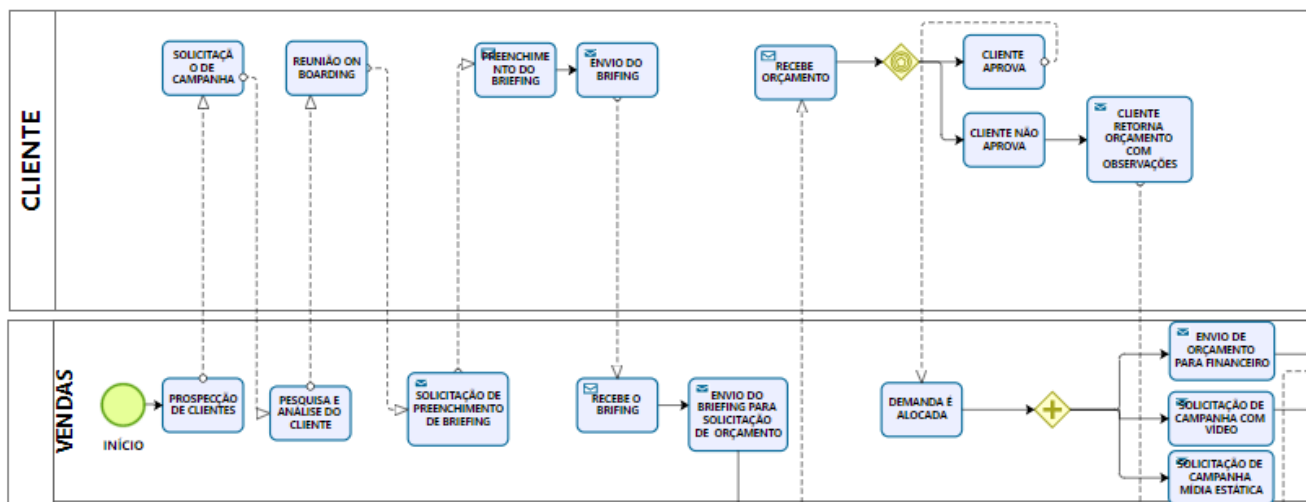 CLIENTE
SOLICITAÇÃ
O DE
CAMPANHA
REUNIÃO ON
BOARDING
PREENCHIME
NTO DO
BRIEFING
ENVIO DO
BRIFING
RECEBE
ORÇAMENTO
CLIENTE
APROVA
CLIENTE NÃO
APROVA
CLIENTE
RETORNA
ORÇAMENTO
COM
OBSERVAÇÕES
VENDAS
INÍCIO
PROSPECÇÃO
DE CLIENTES
PESQUISA E
ANÁLISE DO
CLIENTE
SOLICITAÇÃO DE
PREENCHIMENTO
DE BRIEFING
RECEBE O
BRIFING
ENVIO DO
BRIEFING PARA
SOLICITAÇÃO
DE ORÇAMENTO
DEMANDA É
ALOCADA
ENVIO DE
ORÇAMENTO
PARA FINANCEIRO
SOLICITAÇÃO DE
CAMPANHA COM
VÍDEO
SOLICITAÇÃO DE
CAMPANHA
MÍDIA ESTÁTICA